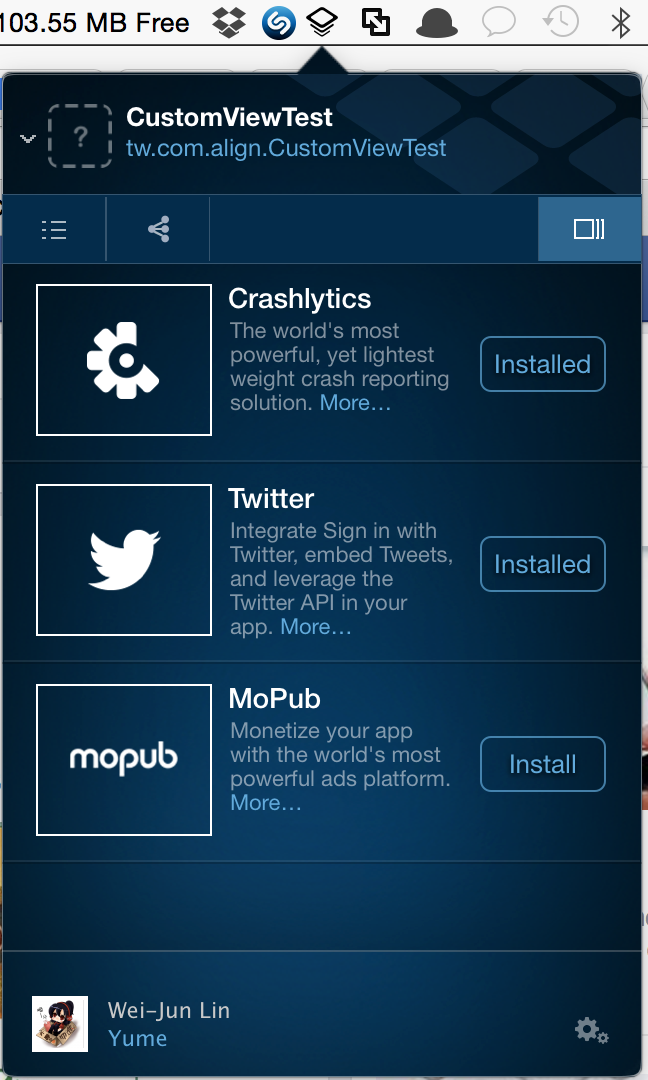 103.55 MB Free
?
CustomViewTest
tw.com.align.CustomViewTest
Crashlytics
The world's most
powerful, yet lightest
weight crash reporting
solution. More...
Installed
Twitter
Integrate Sign in with
Twitter, embed Tweets,
and leverage the
Twitter API in your
app. More...
Installed
mopub
MoPub
Monetize your app
with the world's most
powerful ads platform.
More...
Install
Wei-Jun Lin
Yume